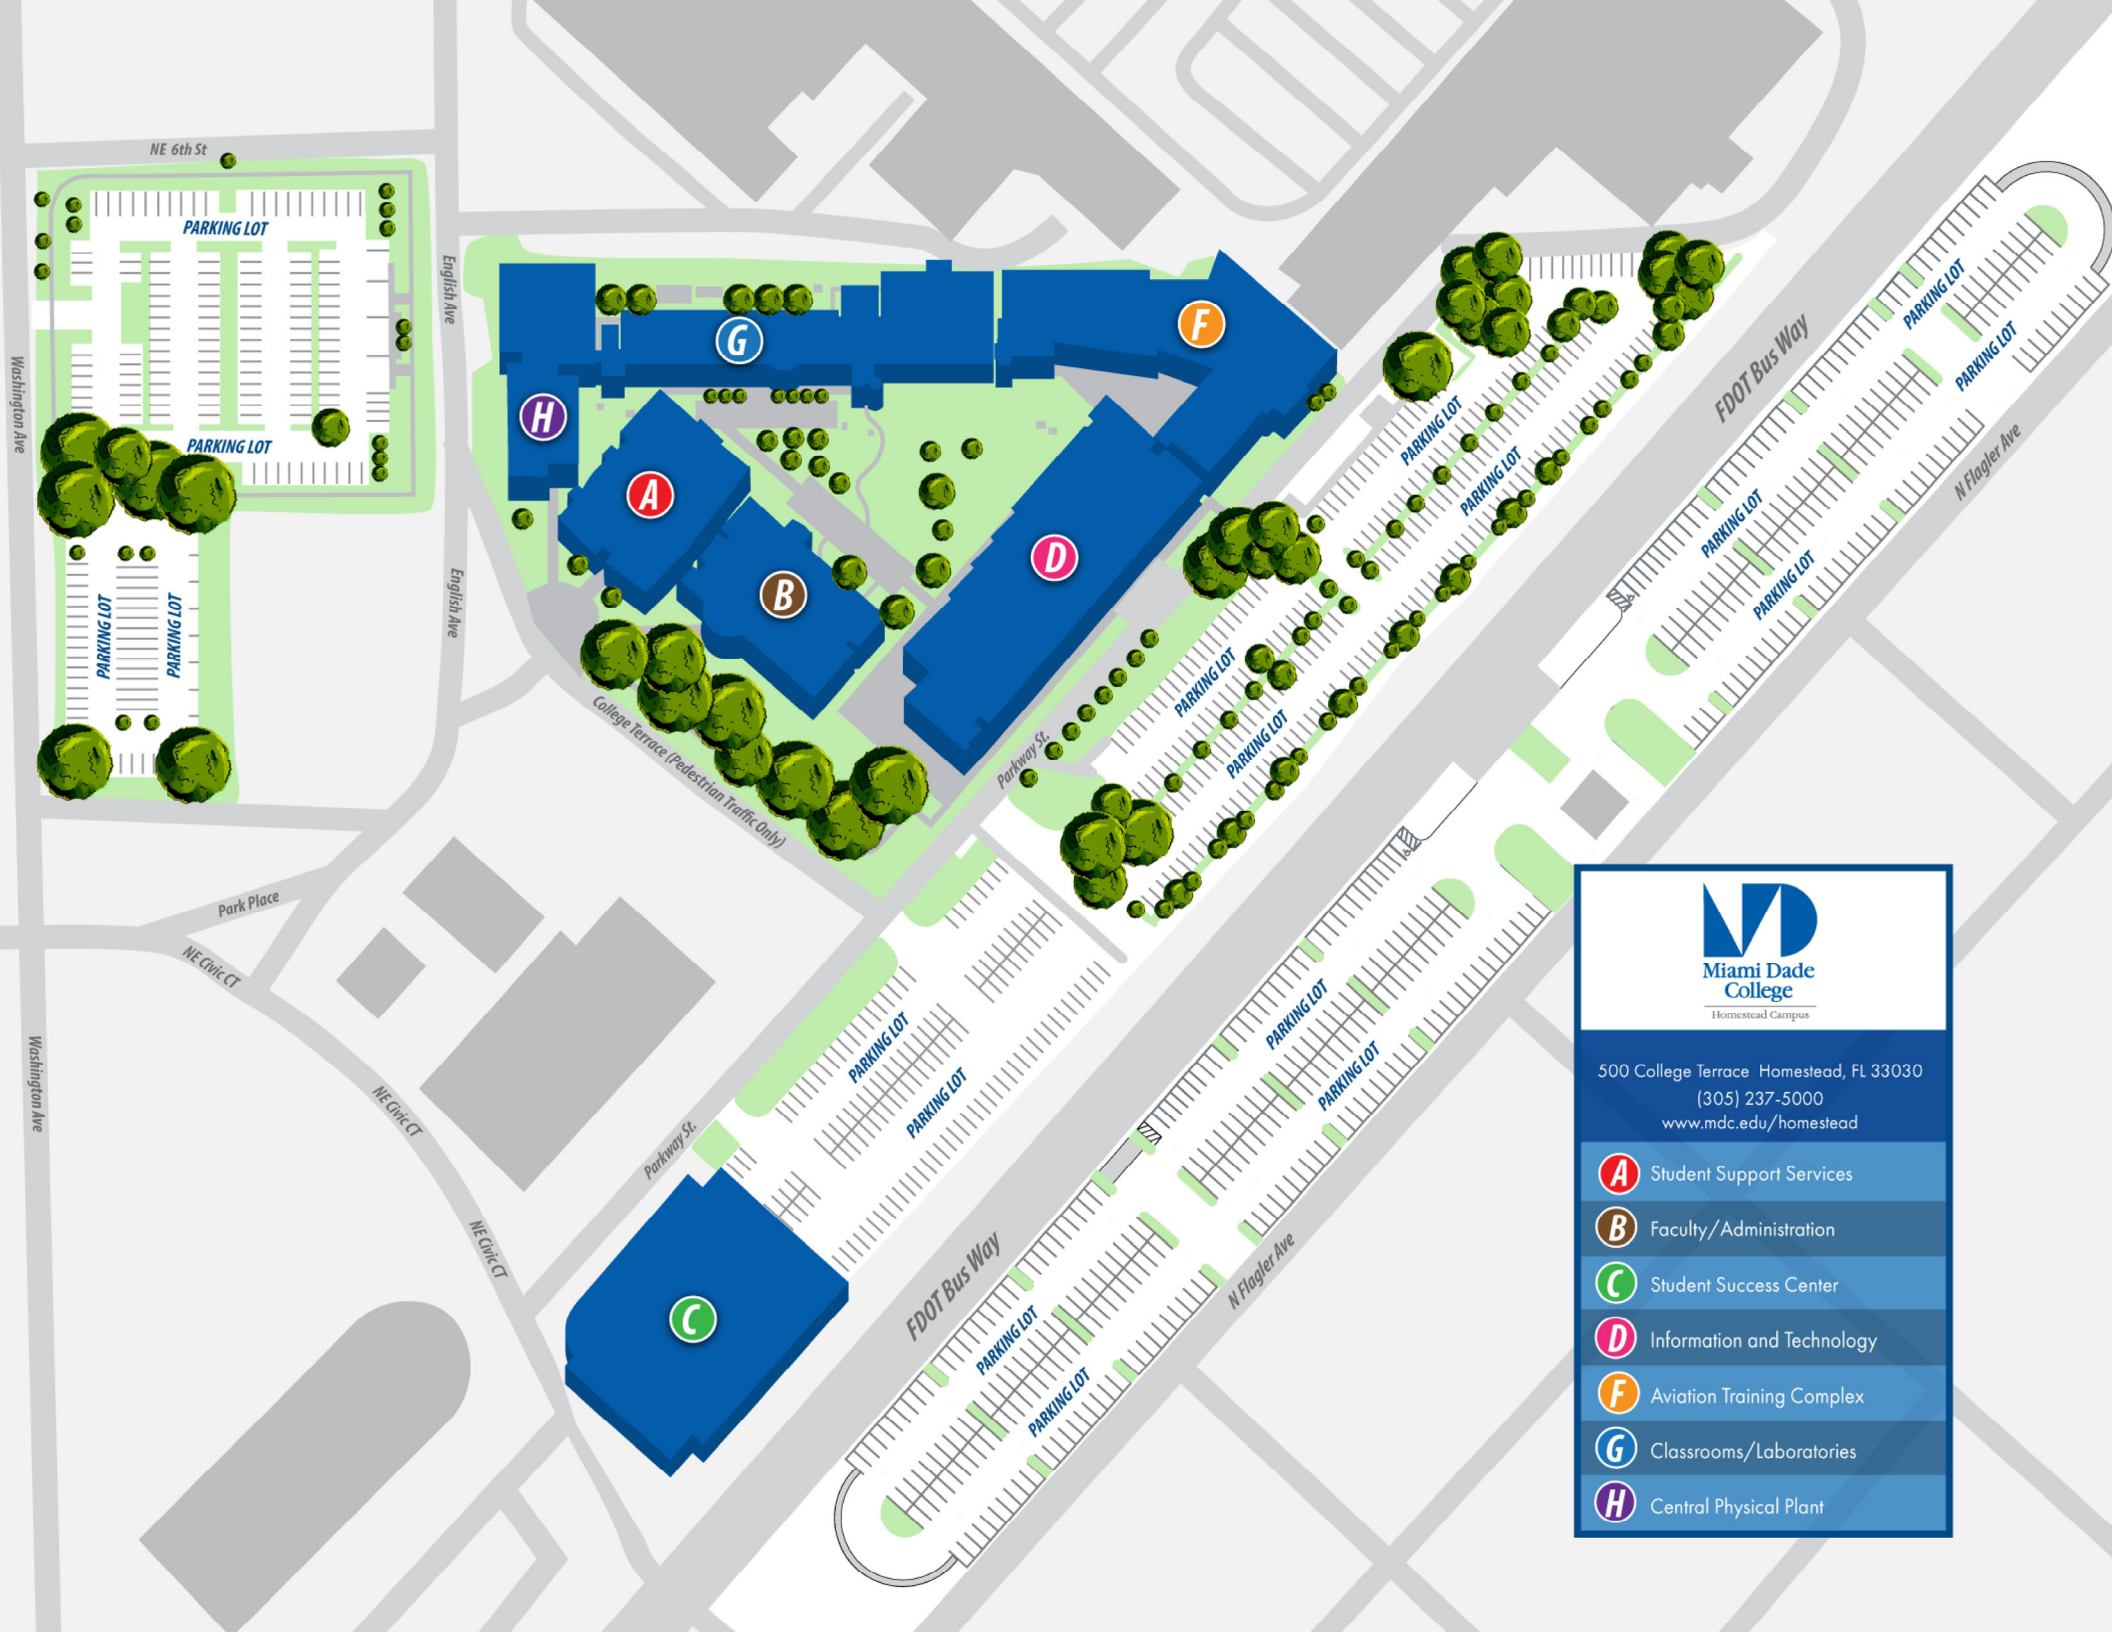 NE 6th St
PARKING LOT
English Ave
Washington Ave
PARKING LOT
PARKING LOT
PARKING LOT
English Ave
G
F
H
A
B
D
PARKING LOT
PARKING LOT
PARKING LOT
PARKING LOT
FDOT Bus Way
PARKING LOT
PARKING LOT
N Flagler Ave
PARKING LOT
PARKING LOT
College Terrace (Pedestrian Traffic Only)
Parkway St.
Park Place
NE Civic CT
Washington Ave
NE Civic CT
NE Civic CT
Parkway St.
PARKING LOT
PARKING LOT
C
FDOT Bus Way
PARKING LOT
PARKING LOT
N Flagler Ave
PARKING LOT
PARKING LOT
Miami Dade
College
Homestead Campus
500 College Terrace Homestead, FL 33030
(305) 237-5000
www.mdc.edu/homestead
A Student Support Services
B Faculty/Administration
C Student Success Center
D Information and Technology
F Aviation Training Complex
G Classrooms/Laboratories
H Central Physical Plant